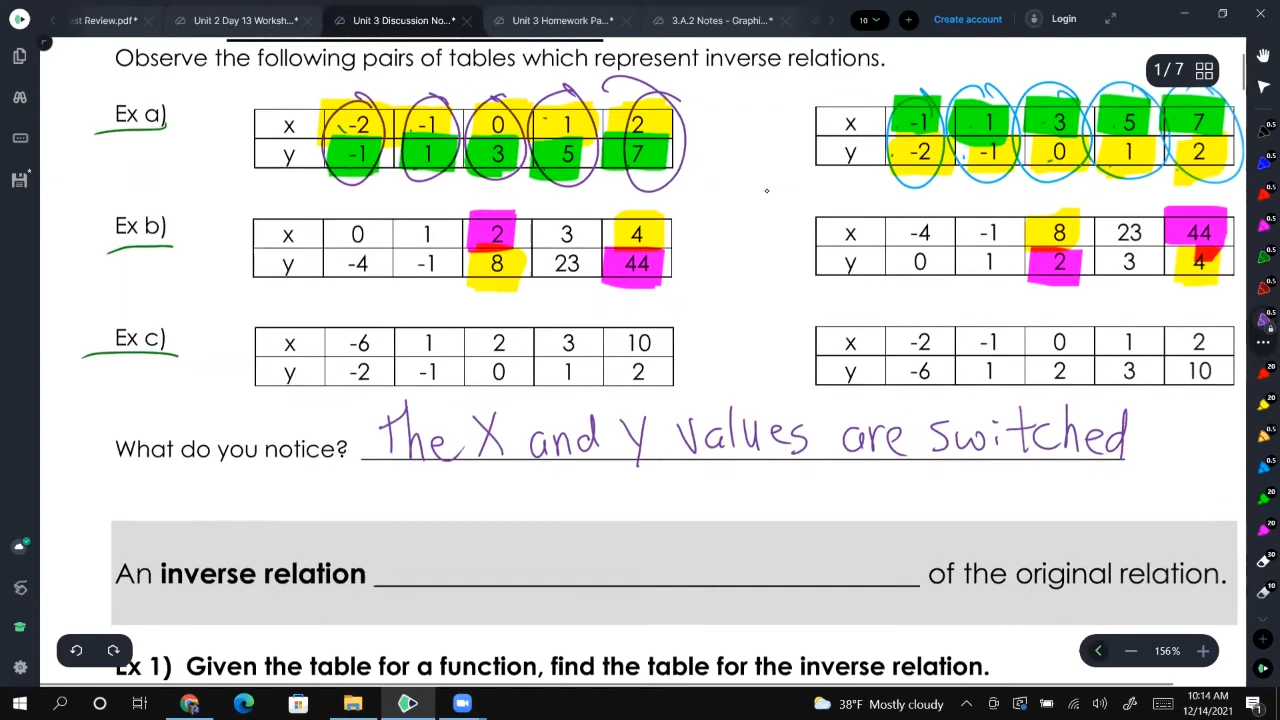 est Review.pdf*
Unit 2 Day 13 Worksh...*
Unit 3 Discussion No...*
Unit 3 Homework Pa...*
3.A.2 Notes - Graphi...*
10
Create account
Login
Observe the following pairs of tables which represent inverse relations.
1/7
Ex a)
x -2 -1 0 1 2
y -1 1 3 5 7
x -1 1 3 5 7
y -2 -1 0 1 2
Ex b)
x 0 1 2 3 4
y -4 -1 8 23 44
x -4 -1 8 23 44
y 0 1 2 3 4
Ex c)
x -6 1 2 3 10
y -2 -1 0 1 2
x -2 -1 0 1 2
y -6 1 2 3 10
What do you notice? the X and Y values are switched
An inverse relation ____________ of the original relation.
156%
Ex 1) Given the table for a function, find the table for the inverse relation.
38°F Mostly cloudy
10:14 AM
12/14/2021